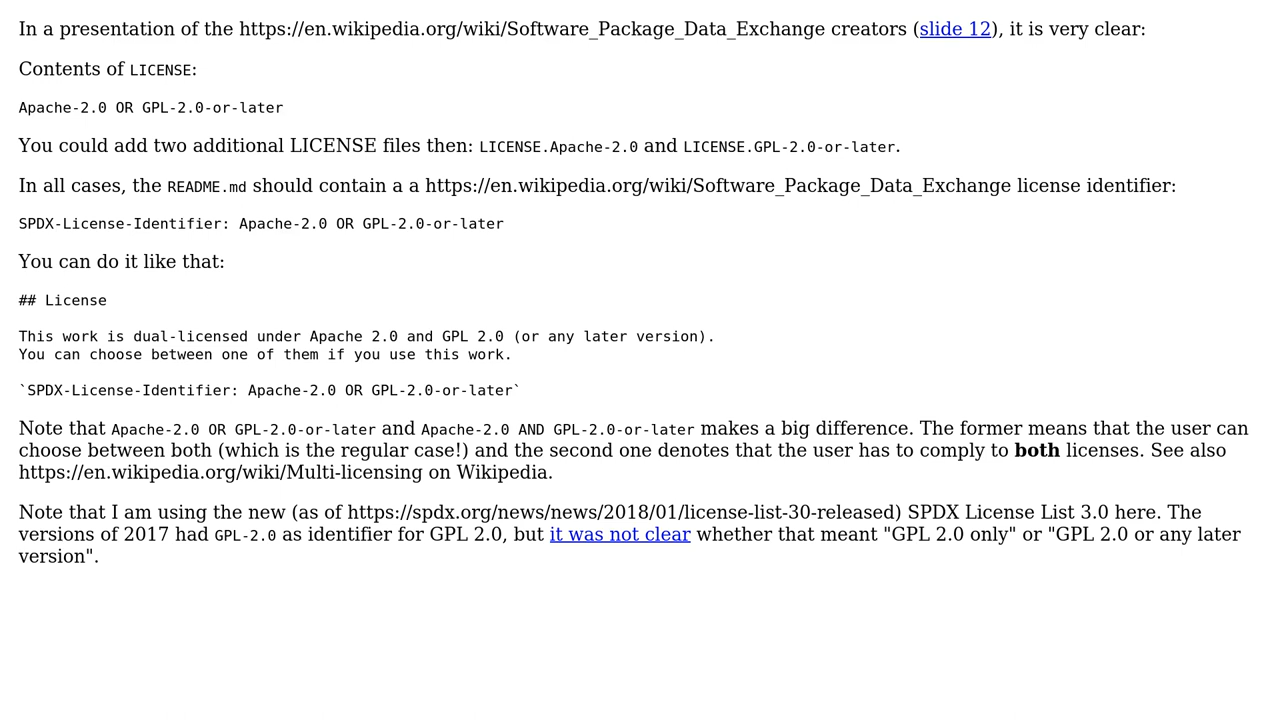 In a presentation of the https://en.wikipedia.org/wiki/Software_Package_Data_Exchange creators (slide 12), it is very clear:
Contents of LICENSE:
Apache-2.0 OR GPL-2.0-or-later
You could add two additional LICENSE files then: LICENSE.Apache-2.0 and LICENSE.GPL-2.0-or-later.
In all cases, the README.md should contain a a https://en.wikipedia.org/wiki/Software_Package_Data_Exchange license identifier:
SPDX-License-Identifier: Apache-2.0 OR GPL-2.0-or-later
You can do it like that:
## License
This work is dual-licensed under Apache 2.0 and GPL 2.0 (or any later version).
You can choose between one of them if you use this work.
`SPDX-License-Identifier: Apache-2.0 OR GPL-2.0-or-later`
Note that Apache-2.0 OR GPL-2.0-or-later and Apache-2.0 AND GPL-2.0-or-later makes a big difference. The former means that the user can
choose between both (which is the regular case!) and the second one denotes that the user has to comply to both licenses. See also
https://en.wikipedia.org/wiki/Multi-licensing on Wikipedia.
Note that I am using the new (as of https://spdx.org/news/news/2018/01/license-list-30-released) SPDX License List 3.0 here. The
versions of 2017 had GPL-2.0 as identifier for GPL 2.0, but it was not clear whether that meant "GPL 2.0 only" or "GPL 2.0 or any later
version".